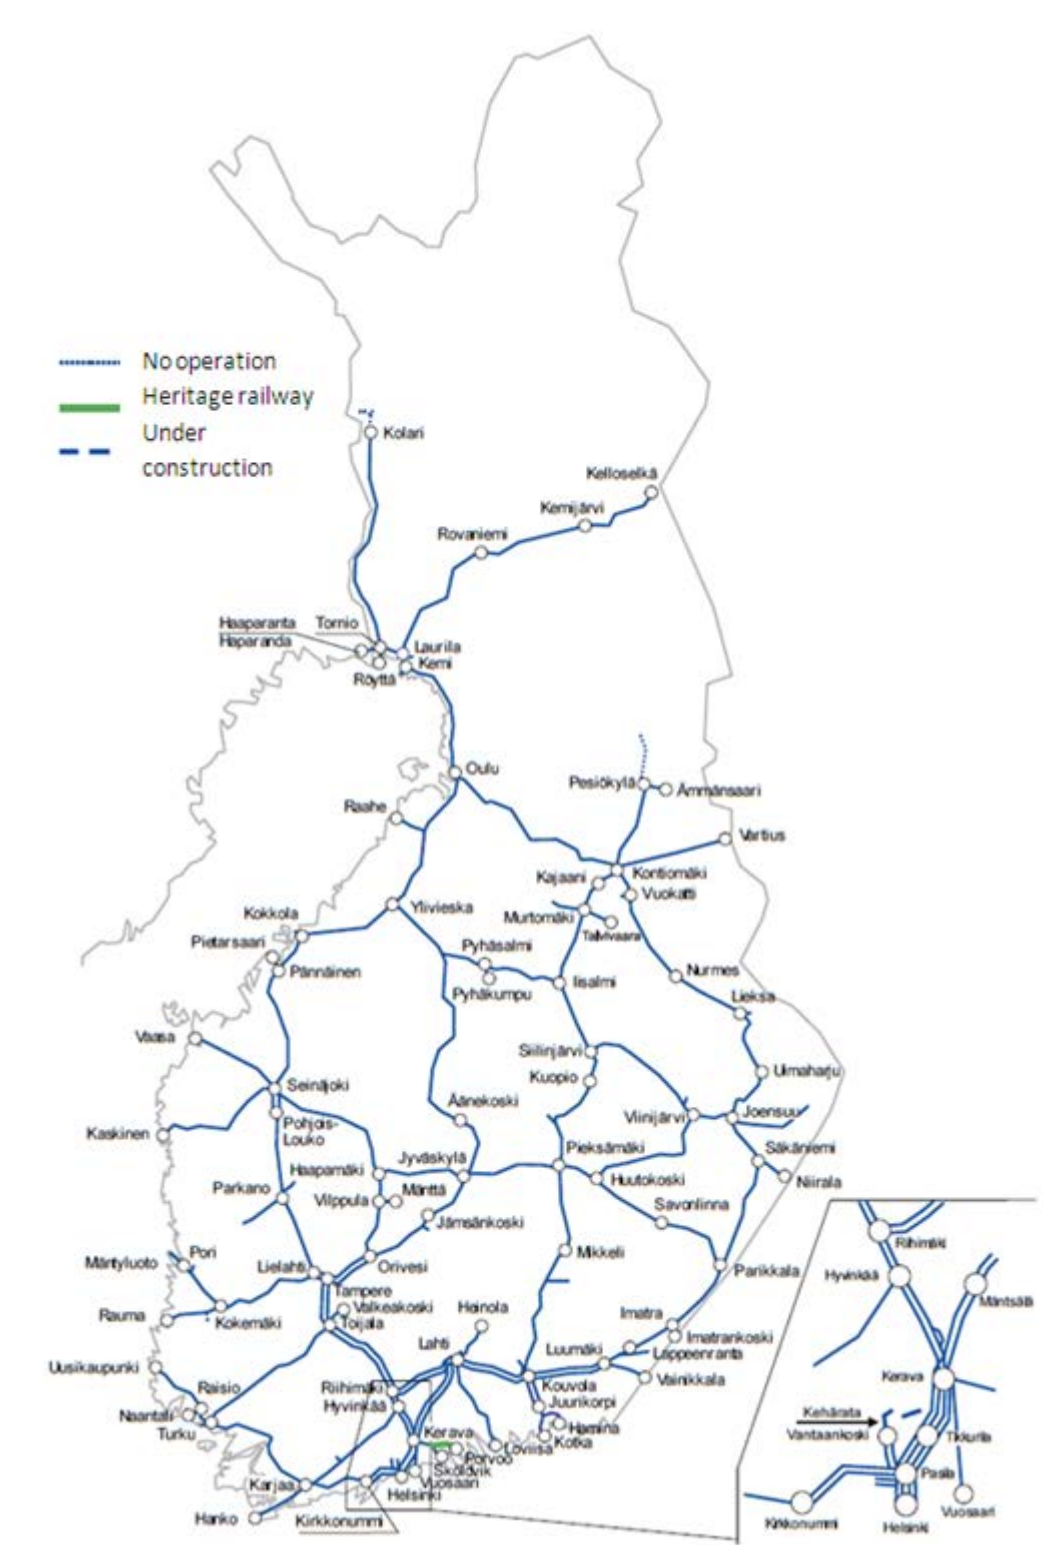 No operation
Heritage railway
Under
construction
Kolari
Kelloselkä
Kemijärvi
Rovaniemi
Haaparanta
Tornio
Haparanda
Laurila
Kemi
Röyttä
Oulu
Pesiökylä
Ämmänsaari
Raahe
Vartius
Kontiomäki
Kajaani
Vuokatti
Ylivieska
Murtomäki
Kokkola
Talvivaara
Pietarsaari
Pyhäsalmi
Pännäinen
Nurmes
Iisalmi
Pyhäkumpu
Lieksa
Vaasa
Siilinjärvi
Uimaharju
Kuopio
Seinäjoki
Äänekoski
Viinijärvi
Joensuu
Pohjois-
Louko
Kaskinen
Pieksämäki
Säkäniemi
Jyväskylä
Haapamäki
Huutokoski
Niirala
Parkano
Mänttä
Vilppula
Savonlinna
Jämsänkoski
Pori
Mikkeli
Mäntyluoto
Lielahti
Orivesi
Parikkala
Tampere
Valkeakoski
Heinola
Rauma
Kokemäki
Toijala
Imatra
Imatrankoski
Lahti
Luumäki
Lappeenranta
Uusikaupunki
Vainikkala
Raisio
Riihimäki
Kouvola
Hyvinkää
Juurikorpi
Naantali
Turku
Hamina
Kerava
Kotka
Loviisa
Porvoo
Sköldvik
Vuosaari
Karjaa
Helsinki
Hanko
Kirkkonummi
Riihimäki
Hyvinkää
Mäntsälä
Kerava
Kehärata
Vantaankoski
Tikkurila
Pasila
Kirkkonummi
Vuosaari
Helsinki